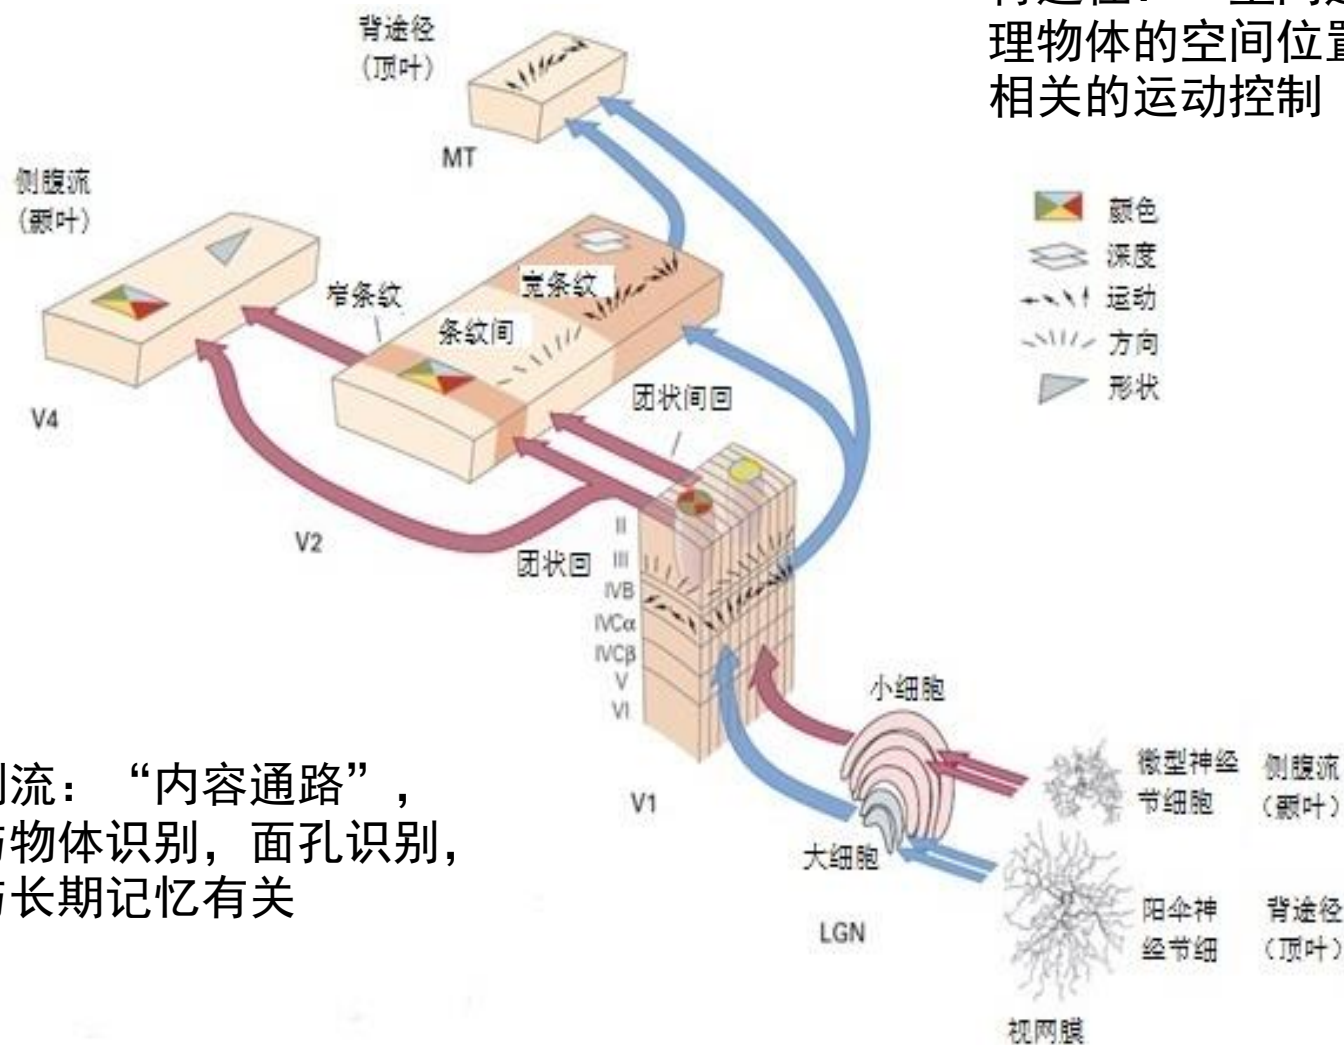 背途径
(顶叶)
理物体的空间位置
相关的运动控制
MT
侧腹流
(颞叶)
颜色
深度
运动
方向
形状
窄条纹
宽条纹
条纹间
团状间回
V4
V2
团状回
II
III
IVB
IVCα
IVCβ
V
VI
V1
小细胞
大细胞
LGN
微型神经
节细胞
侧腹流
(颞叶)
阳伞神
经节细
背途径
(顶叶)
视网膜
则流：“内容通路”，
与物体识别，面孔识别，
与长期记忆有关